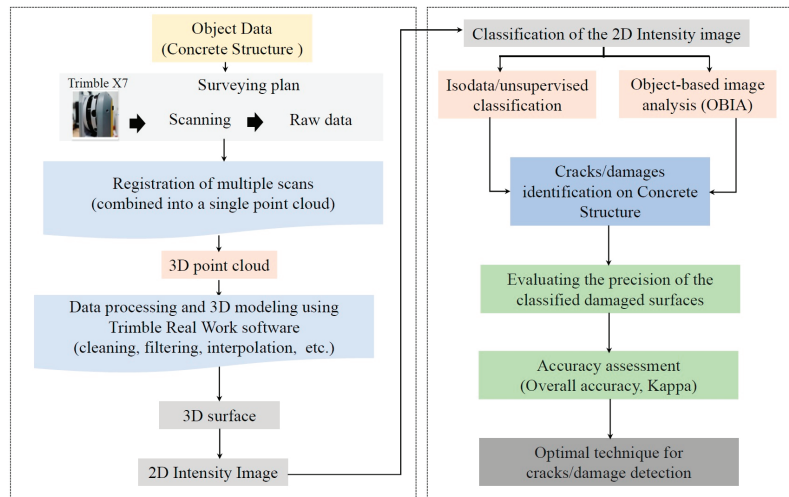 Object Data
(Concrete Structure )
Trimble X7
Surveying plan
Scanning
Raw data
Registration of multiple scans
(combined into a single point cloud)
3D point cloud
Data processing and 3D modeling using
Trimble Real Work software
(cleaning, filtering, interpolation, etc.)
3D surface
2D Intensity Image
Classification of the 2D Intensity image
Isodata/unsupervised
classification
Object-based image
analysis (OBIA)
Cracks/damages
identification on Concrete
Structure
Evaluating the precision of the
classified damaged surfaces
Accuracy assessment
(Overall accuracy, Kappa)
Optimal technique for
cracks/damage detection